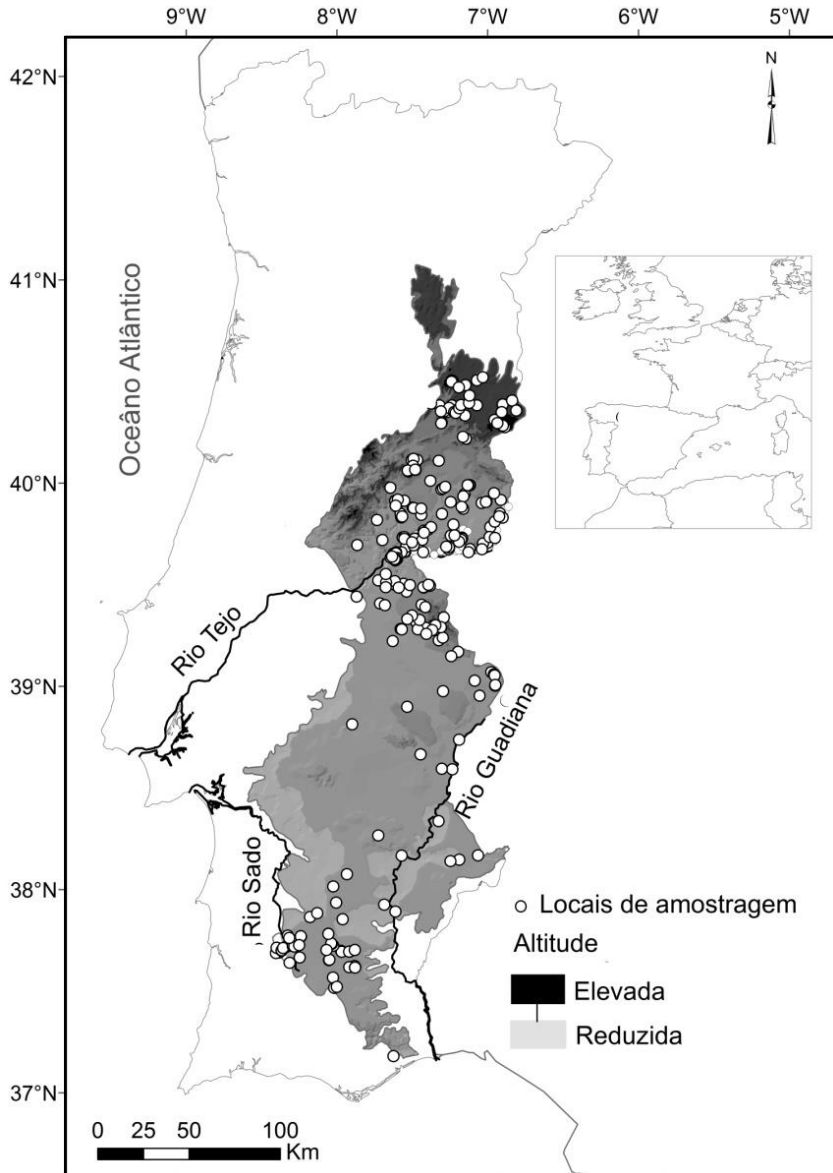 9°W 8°W 7°W 6°W 5°W
42°N
N
41°N
Oceâno Atlântico
40°N
Rio Tejo
39°N
Rio Guadiana
Rio Sado
38°N
Locais de amostragem
Altitude
Elevada
Reduzida
37°N
0 25 50 100
Km